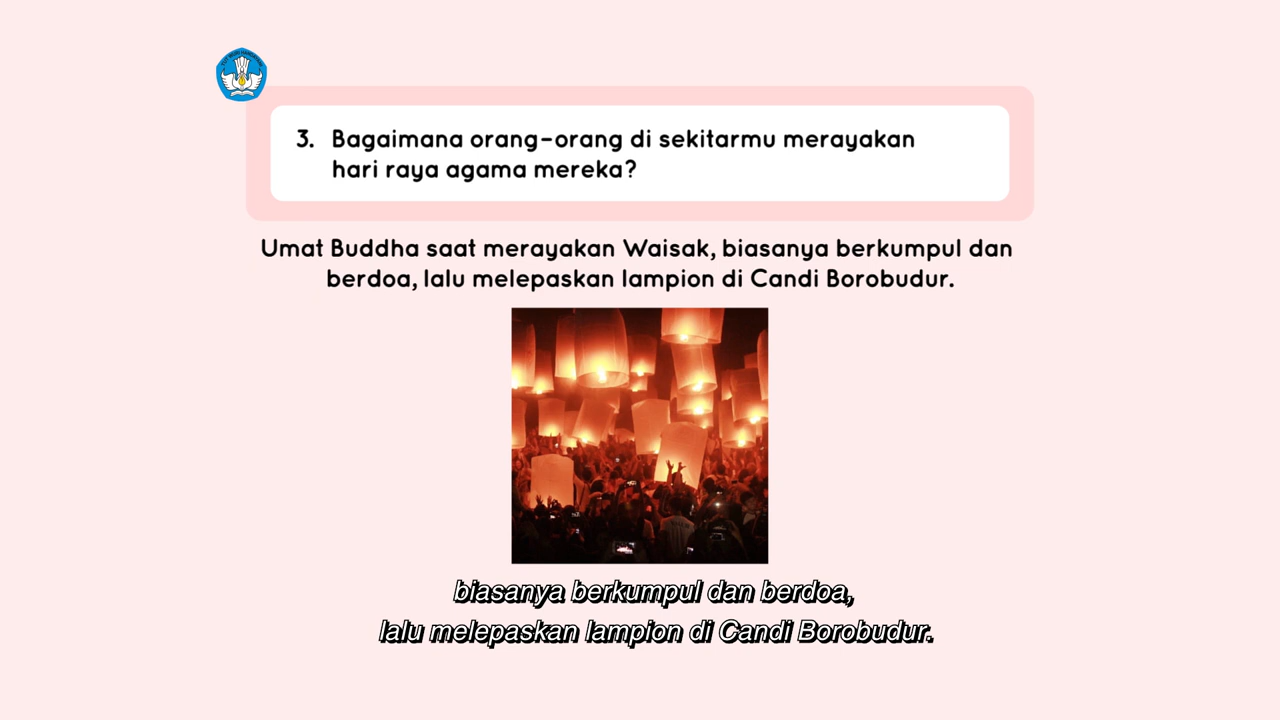 3. Bagaimana orang-orang di sekitarmu merayakan
hari raya agama mereka?
Umat Buddha saat merayakan Waisak, biasanya berkumpul dan
berdoa, lalu melepaskan lampion di Candi Borobudur.
biasanya berkumpul dan berdoa,
lalu melepaskan lampion di Candi Borobudur.